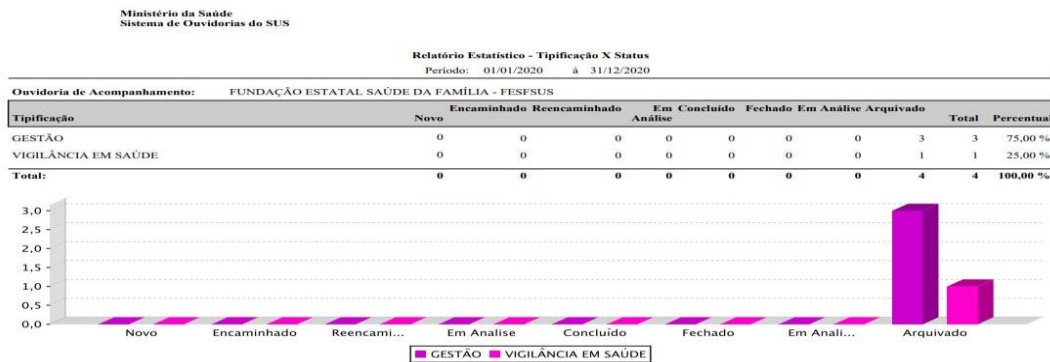 Ministério da Saúde
Sistema de Ouvidorias do SUS
Relatório Estatístico - Tipificação X Status
Período: 01/01/2020 à 31/12/2020
Ouvidoria de Acompanhamento: FUNDAÇÃO ESTATAL SAÚDE DA FAMÍLIA - FESFSUS
Tipificação Novo Encaminhado Reencaminhado Em Análise Concluído Fechado Em Análise Arquivado Total Percentual
GESTÃO 0 0 0 0 0 0 0 3 3 75,00 %
VIGILÂNCIA EM SAÚDE 0 0 0 0 0 0 0 1 1 25,00 %
Total: 0 0 0 0 0 0 0 4 4 100,00 %
3,0
2,5
2,0
1,5
1,0
0,5
0,0
Novo Encaminhado Reencami... Em Analise Concluído Fechado Em Anali... Arquivado
GESTÃO VIGILÂNCIA EM SAÚDE